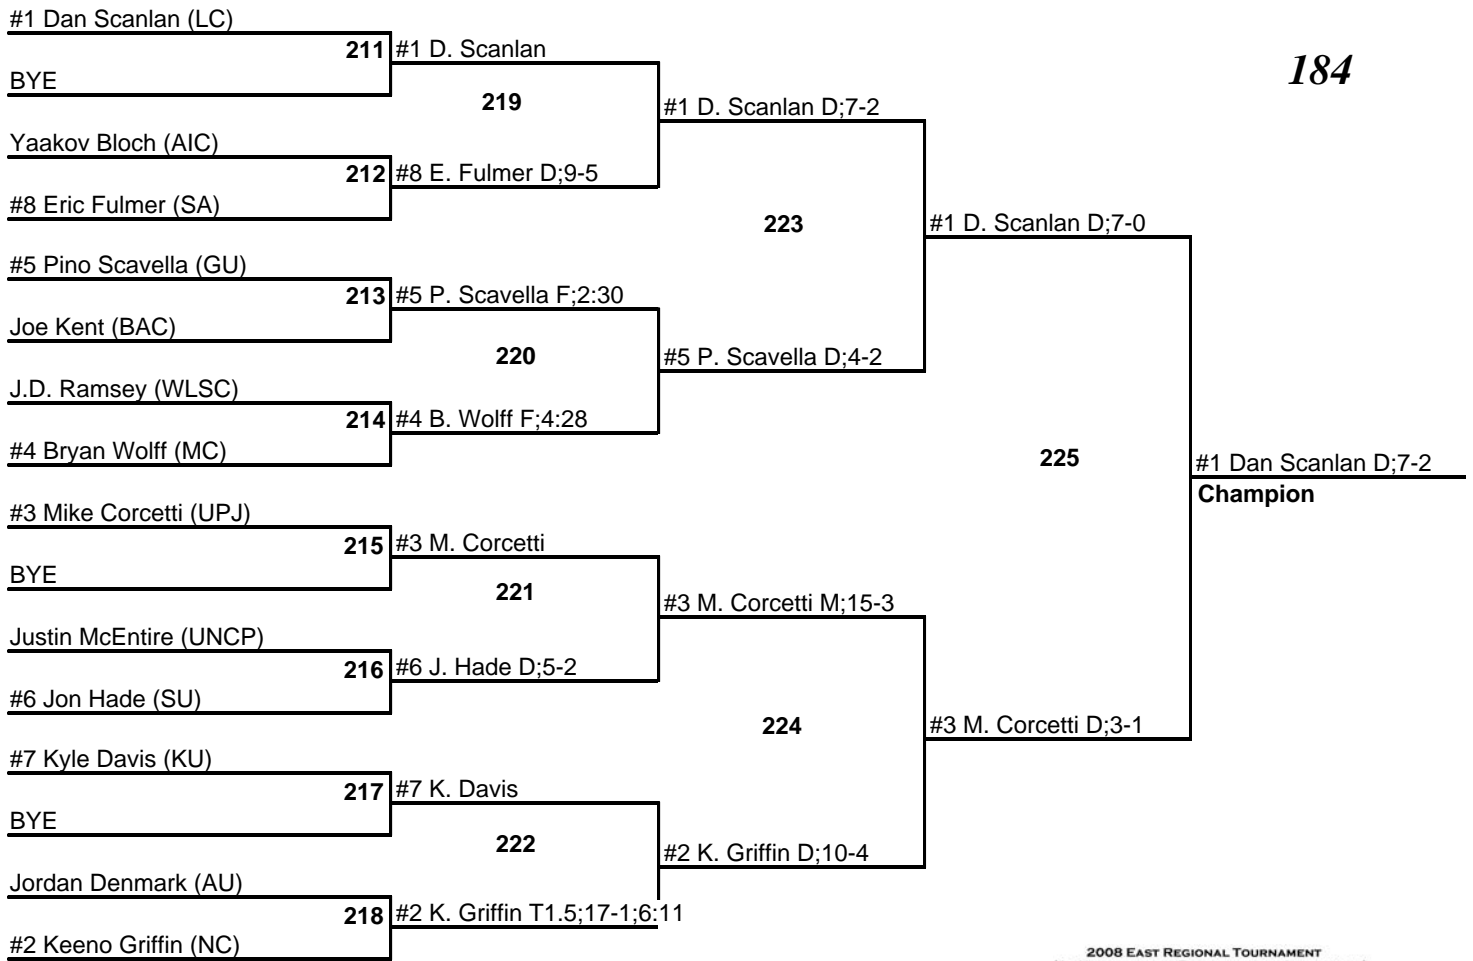 #1 Dan Scanlan (LC)
211 #1 D. Scanlan
184
BYE
219
#1 D. Scanlan D;7-2
Yaakov Bloch (AIC)
212 #8 E. Fulmer D;9-5
#8 Eric Fulmer (SA)
223
#1 D. Scanlan D;7-0
#5 Pino Scavella (GU)
213 #5 P. Scavella F;2:30
Joe Kent (BAC)
220
#5 P. Scavella D;4-2
J.D. Ramsey (WLSC)
214 #4 B. Wolff F;4:28
#4 Bryan Wolff (MC)
225
#1 Dan Scanlan D;7-2
Champion
#3 Mike Corcetti (UPJ)
215 #3 M. Corcetti
BYE
221
#3 M. Corcetti M;15-3
Justin McEntire (UNCP)
216 #6 J. Hade D;5-2
#6 Jon Hade (SU)
224
#3 M. Corcetti D;3-1
#7 Kyle Davis (KU)
217 #7 K. Davis
BYE
222
#2 K. Griffin D;10-4
Jordan Denmark (AU)
218 #2 K. Griffin T1.5;17-1;6:11
#2 Keeno Griffin (NC)
2008 EAST REGIONAL TOURNAMENT